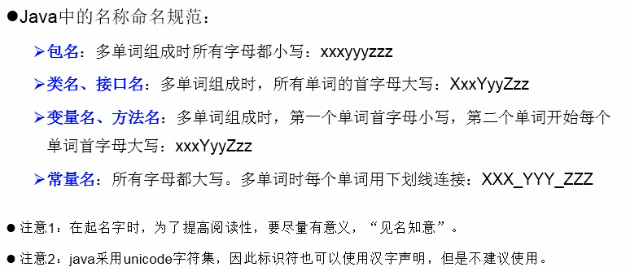 ●Java中的名称命名规范：
➢包名：多单词组成时所有字母都小写：xxxyyyzzz
➢类名、接口名：多单词组成时，所有单词的首字母大写：XxxYyyZzz
➢变量名、方法名：多单词组成时，第一个单词首字母小写，第二个单词开始每个
单词首字母大写：xxxYyyZzz
➢常量名：所有字母都大写。多单词时每个单词用下划线连接：XXX_YYY_ZZZ
● 注意1：在起名字时，为了提高阅读性，要尽量有意义，“见名知意”。
● 注意2：java采用unicode字符集，因此标识符也可以使用汉字声明，但是不建议使用。